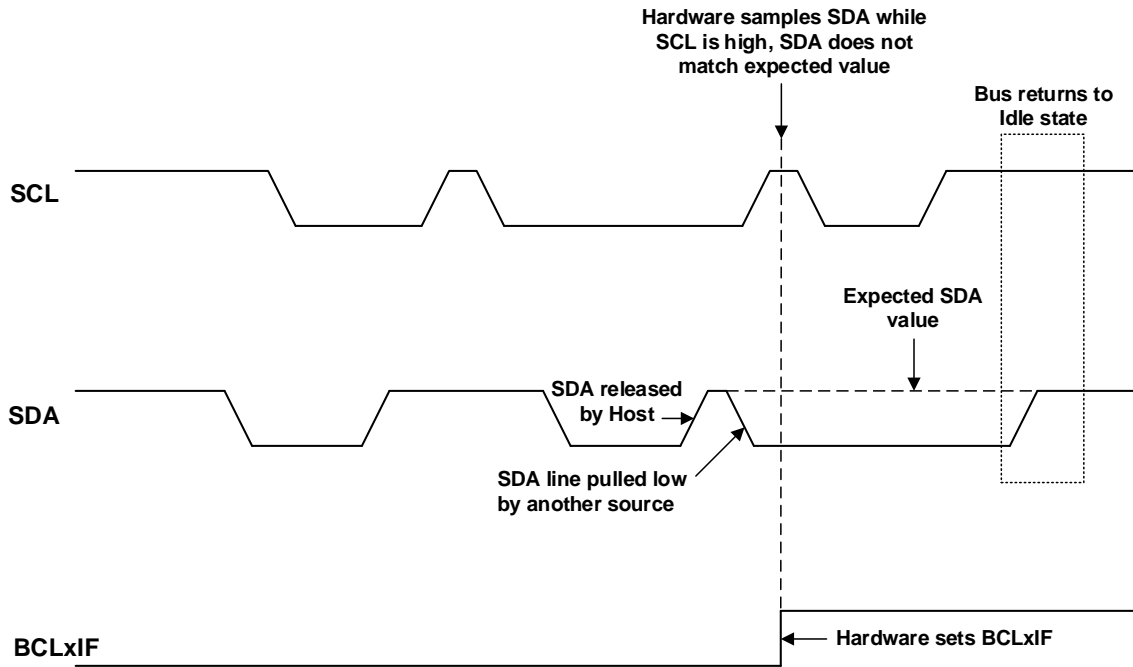 Hardware samples SDA while
SCL is high, SDA does not
match expected value
Bus returns to
Idle state
SCL
Expected SDA
value
SDA
SDA released
by Host
SDA line pulled low
by another source
BCLxIF
Hardware sets BCLxIF